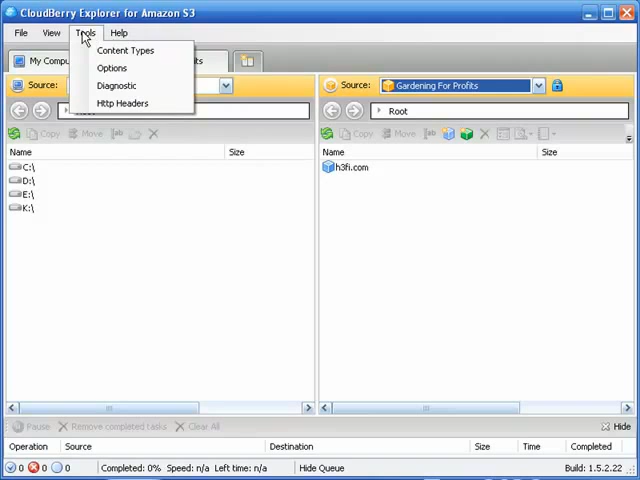 CloudBerry Explorer for Amazon S3
File View Tools Help
Content Types
Options
Diagnostic
Http Headers
My Compu
ts
Source:
Source: Gardening For Profits
Root
Copy Move
Copy Move
Name Size
Name Size
C:\
D:\
E:\
K:\
h3fi.com
Pause Remove completed tasks Clear All Hide
Operation Source Destination Size Time Completed
0 0 0 Completed: 0% Speed: n/a Left time: n/a Hide Queue Build: 1.5.2.22